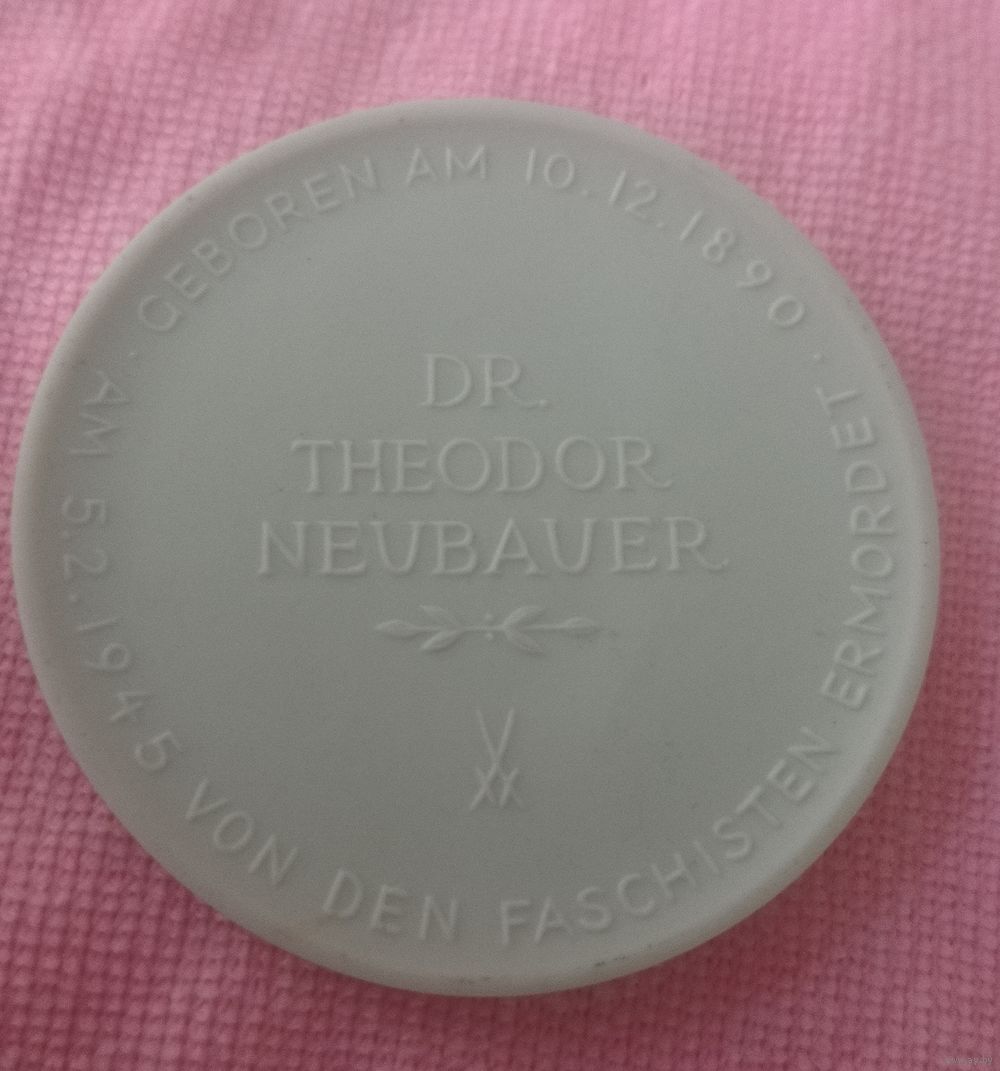 GEBOREN AM 10.12.1890 ·
DR.
THEODOR
NEUBAUER
· AM 5.2.1945 VON DEN FASCHISTEN ERMORDET